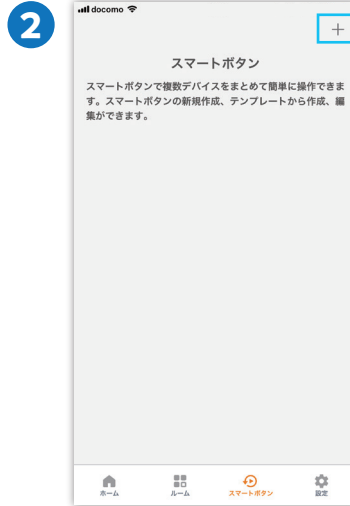 2
docomo
+
スマートボタン
スマートボタンで複数デバイスをまとめて簡単に操作できま
す。スマートボタンの新規作成、テンプレートから作成、編
集ができます。
ホーム ルーム スマートボタン 設定